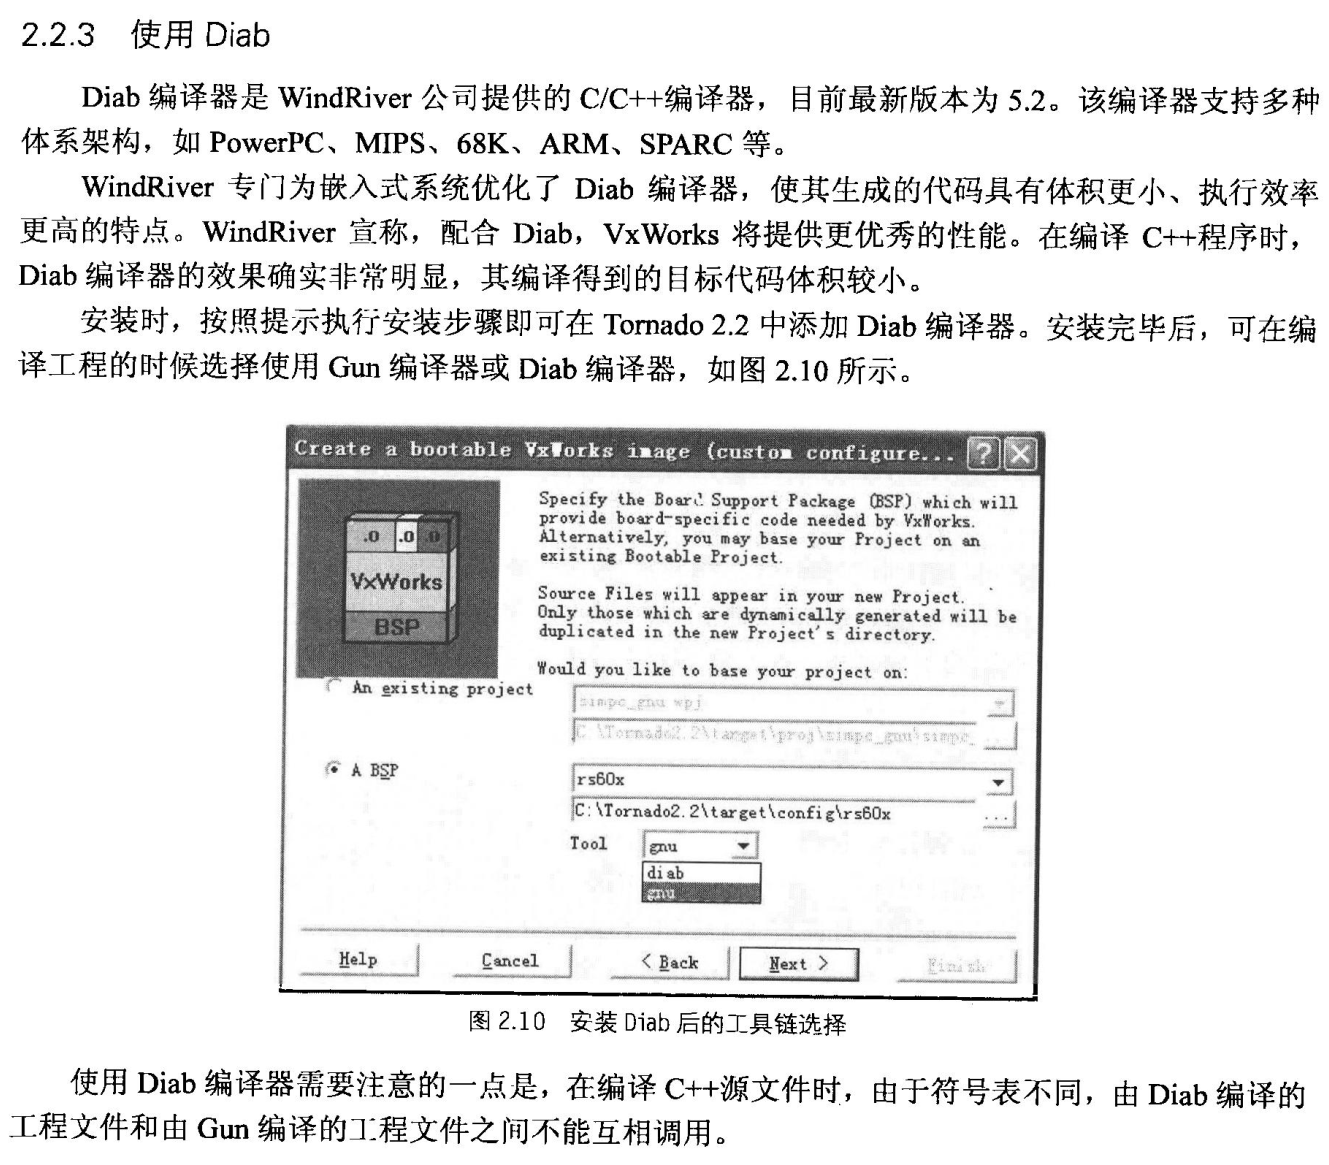 2.2.3 使用 Diab
Diab 编译器是 WindRiver 公司提供的 C/C++编译器，目前最新版本为 5.2。该编译器支持多种
体系架构，如 PowerPC、MIPS、68K、ARM、SPARC 等。
WindRiver 专门为嵌入式系统优化了 Diab 编译器，使其生成的代码具有体积更小、执行效率
更高的特点。WindRiver 宣称，配合 Diab，VxWorks 将提供更优秀的性能。在编译 C++程序时，
Diab 编译器的效果确实非常明显，其编译得到的目标代码体积较小。
安装时，按照提示执行安装步骤即可在 Tornado 2.2 中添加 Diab 编译器。安装完毕后，可在编
译工程的时候选择使用 Gun 编译器或 Diab 编译器，如图 2.10 所示。
Create a bootable VxWorks image (custom configure...
.0 .0 .0
VxWorks
BSP
Specify the Board Support Package (BSP) which will
provide board-specific code needed by VxWorks.
Alternatively, you may base your Project on an
existing Bootable Project.
Source Files will appear in your new Project.
Only those which are dynamically generated will be
duplicated in the new Project's directory.
Would you like to base your project on:
An existing project
simpc_gnu.wpj
C:\Tornado2.2\target\proj\simpc_gnu\simpc_ ...
A BSP
rs60x
C:\Tornado2.2\target\config\rs60x ...
Tool gnu
diab
gnu
Help Cancel < Back Next > Finish
图 2.10 安装 Diab 后的工具链选择
使用 Diab 编译器需要注意的一点是，在编译 C++源文件时，由于符号表不同，由 Diab 编译的
工程文件和由 Gun 编译的工程文件之间不能互相调用。